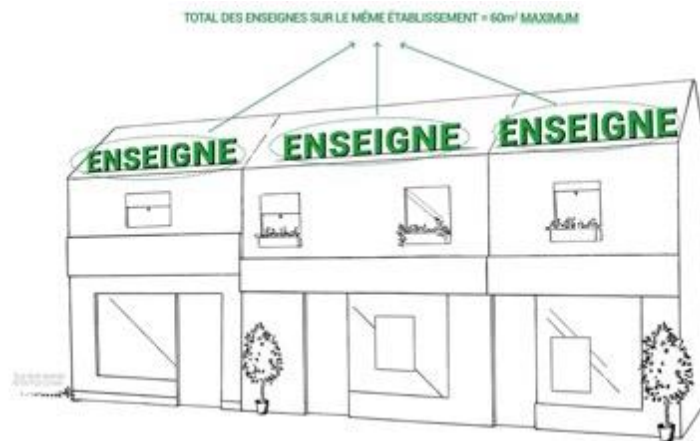 TOTAL DES ENSEIGNES SUR LE MÊME ÉTABLISSEMENT = 60m² MAXIMUM
ENSEIGNE ENSEIGNE ENSEIGNE